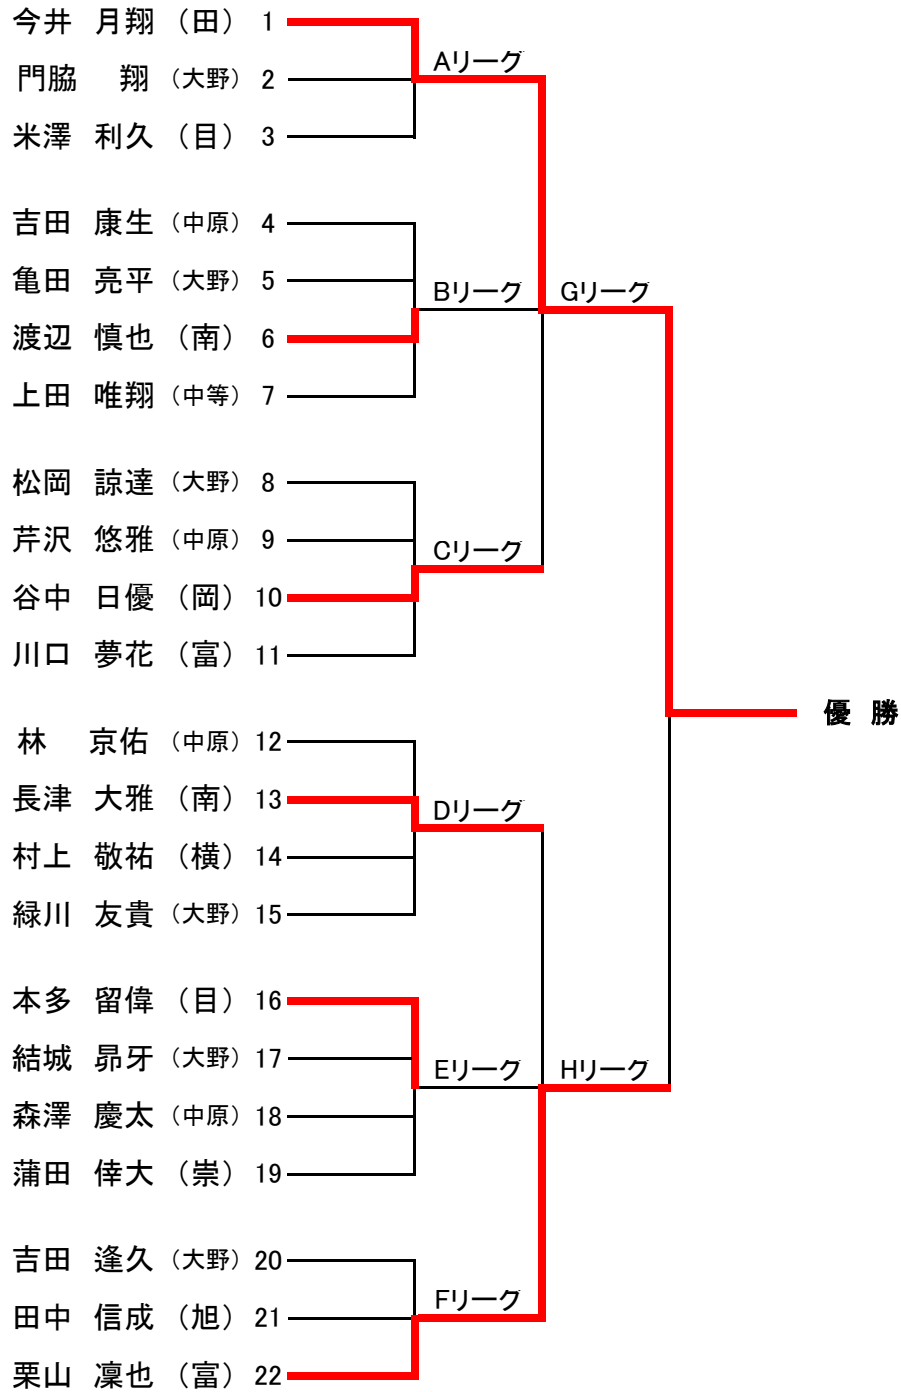 今井 月翔 (田) 1
Aリーグ
門脇 翔 (大野) 2
米澤 利久 (目) 3
吉田 康生 (中原) 4
亀田 亮平 (大野) 5
Bリーグ Gリーグ
渡辺 慎也 (南) 6
上田 唯翔 (中等) 7
松岡 諒達 (大野) 8
芹沢 悠雅 (中原) 9
Cリーグ
谷中 日優 (岡) 10
川口 夢花 (富) 11
優 勝
林 京佑 (中原) 12
長津 大雅 (南) 13
Dリーグ
村上 敬祐 (横) 14
緑川 友貴 (大野) 15
本多 留偉 (目) 16
結城 昴牙 (大野) 17
Eリーグ Hリーグ
森澤 慶太 (中原) 18
蒲田 倖大 (崇) 19
吉田 逢久 (大野) 20
Fリーグ
田中 信成 (旭) 21
栗山 凜也 (富) 22